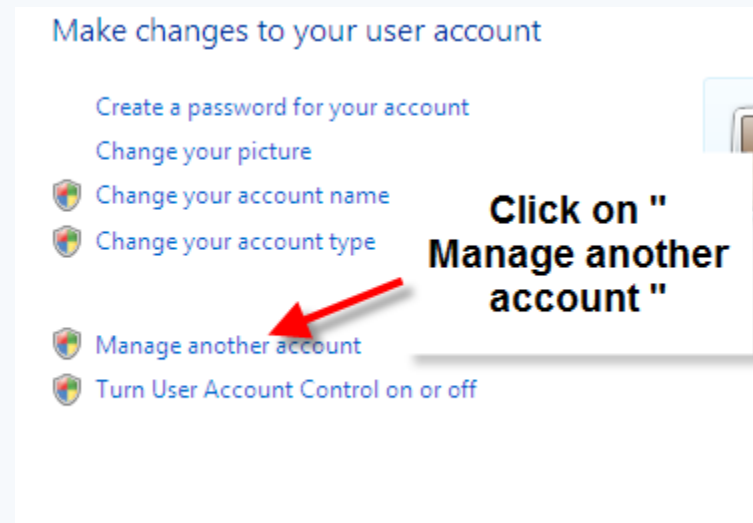 Make changes to your user account
Create a password for your account
Change your picture
Change your account name
Change your account type
Click on "
Manage another
account "
Manage another account
Turn User Account Control on or off